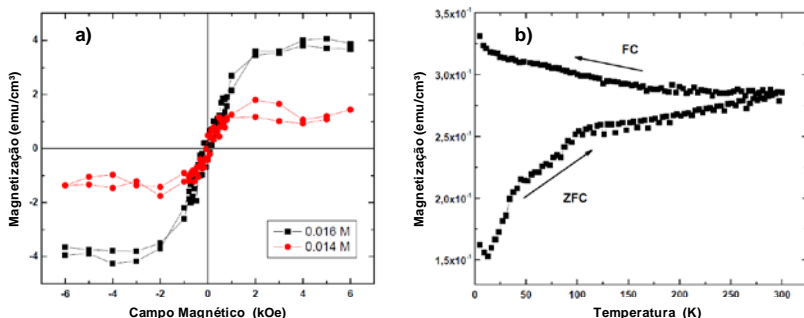 a)
Magnetização (emu/cm³)
4
2
0
-2
-4
0.016 M
0.014 M
-6
-4
-2
0
2
4
6
Campo Magnético (kOe)
b)
Magnetização (emu/cm³)
3,5x10⁻¹
3,0x10⁻¹
2,5x10⁻¹
2,0x10⁻¹
1,5x10⁻¹
FC
ZFC
0
50
100
150
200
250
300
Temperatura (K)